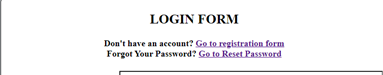 LOGIN FORM
Don't have an account? Go to registration form
Forgot Your Password? Go to Reset Password